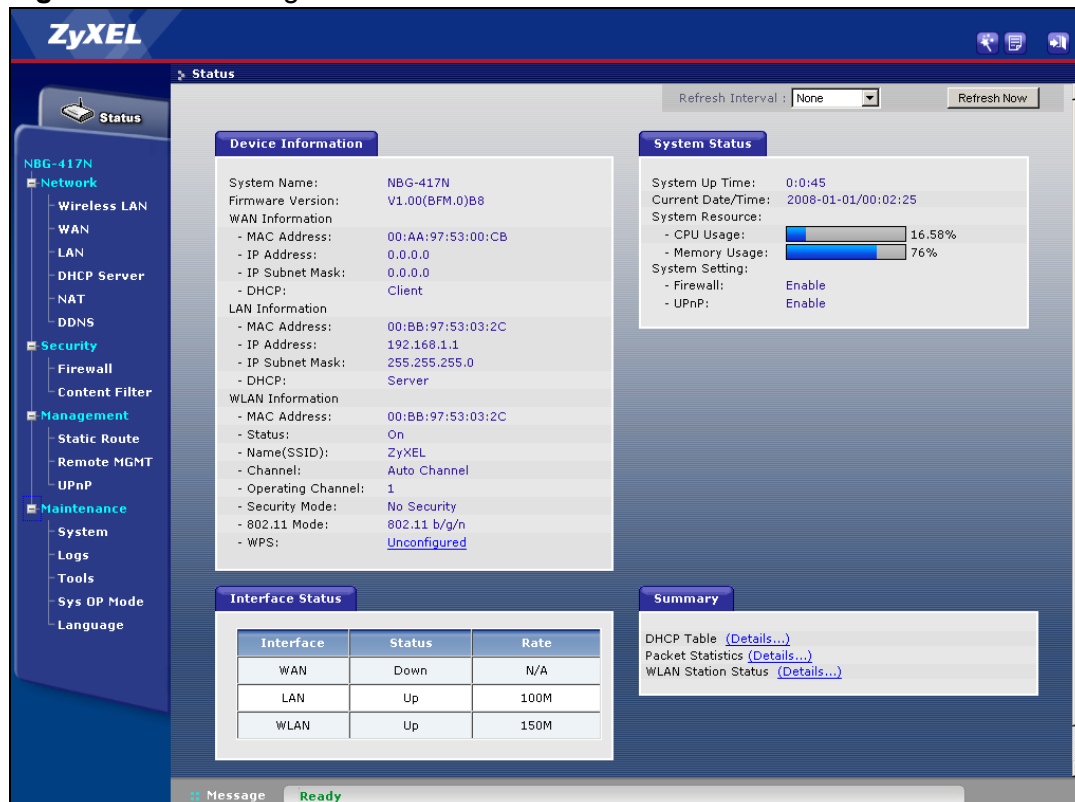 ZyXEL
Status
Refresh Interval : None
Refresh Now
Status
NBG-417N
Network
Wireless LAN
WAN
LAN
DHCP Server
NAT
DDNS
Security
Firewall
Content Filter
Management
Static Route
Remote MGMT
UPnP
Maintenance
System
Logs
Tools
Sys OP Mode
Language
Device Information
System Name: NBG-417N
Firmware Version: V1.00(BFM.0)B8
WAN Information
- MAC Address: 00:AA:97:53:00:CB
- IP Address: 0.0.0.0
- IP Subnet Mask: 0.0.0.0
- DHCP: Client
LAN Information
- MAC Address: 00:BB:97:53:03:2C
- IP Address: 192.168.1.1
- IP Subnet Mask: 255.255.255.0
- DHCP: Server
WLAN Information
- MAC Address: 00:BB:97:53:03:2C
- Status: On
- Name(SSID): ZyXEL
- Channel: Auto Channel
- Operating Channel: 1
- Security Mode: No Security
- 802.11 Mode: 802.11 b/g/n
- WPS: Unconfigured
System Status
System Up Time: 0:0:45
Current Date/Time: 2008-01-01/00:02:25
System Resource:
- CPU Usage: 16.58%
- Memory Usage: 76%
System Setting:
- Firewall: Enable
- UPnP: Enable
Interface Status
Interface Status Rate
WAN Down N/A
LAN Up 100M
WLAN Up 150M
Summary
DHCP Table (Details...)
Packet Statistics (Details...)
WLAN Station Status (Details...)
Message Ready